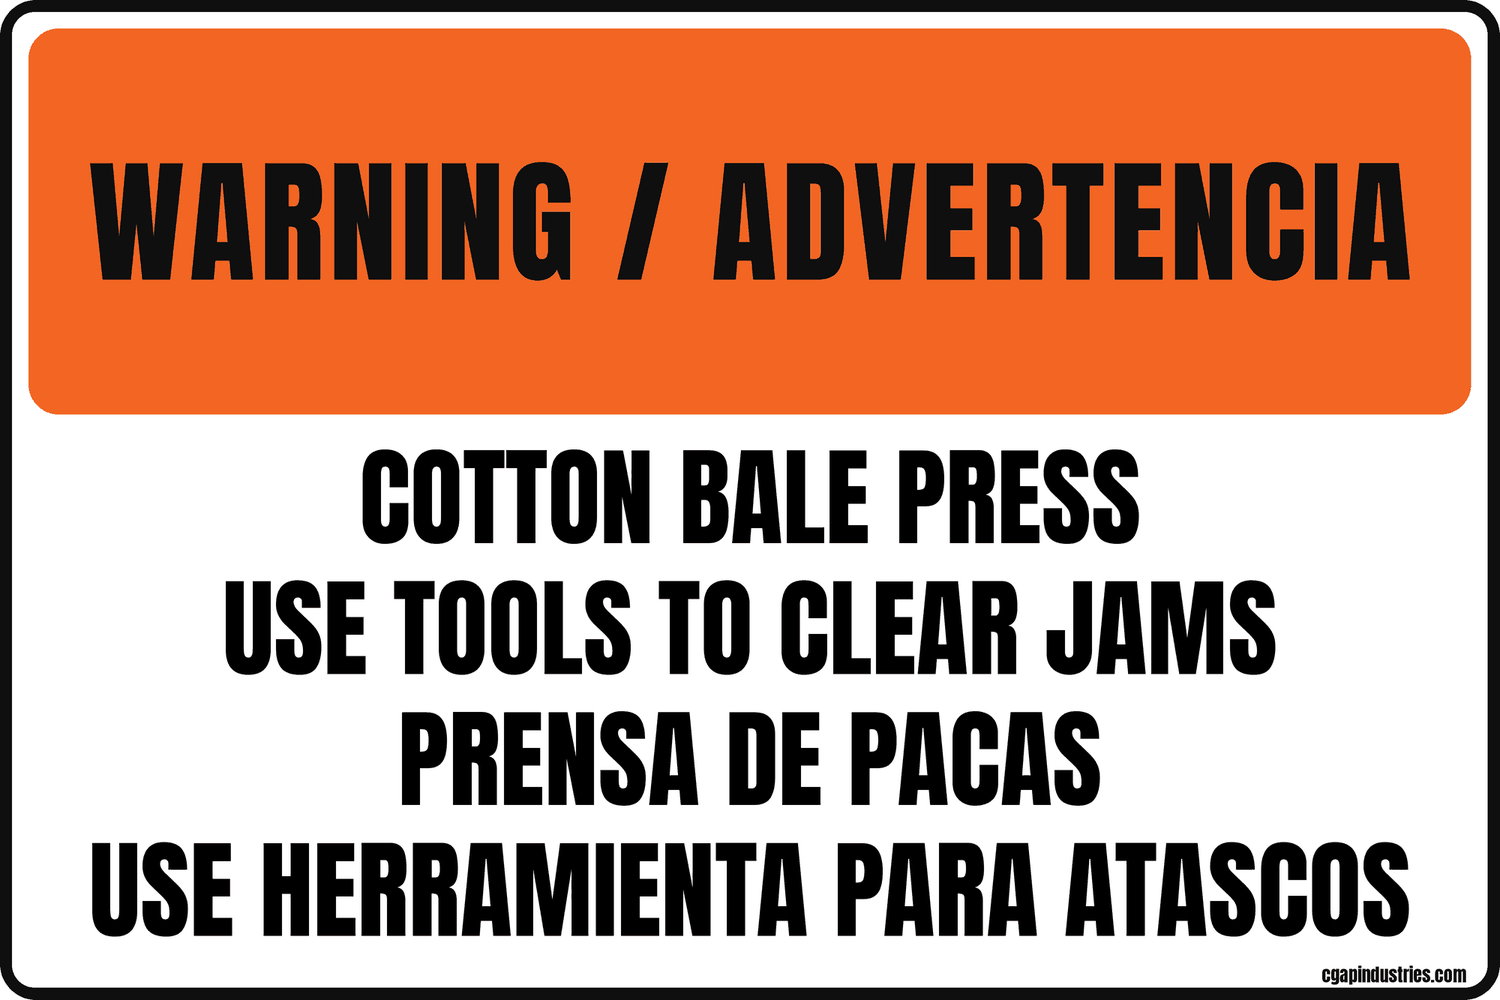 WARNING / ADVERTENCIA
COTTON BALE PRESS
USE TOOLS TO CLEAR JAMS
PRENSA DE PACAS
USE HERRAMIENTA PARA ATASCOS
cgapindustries.com